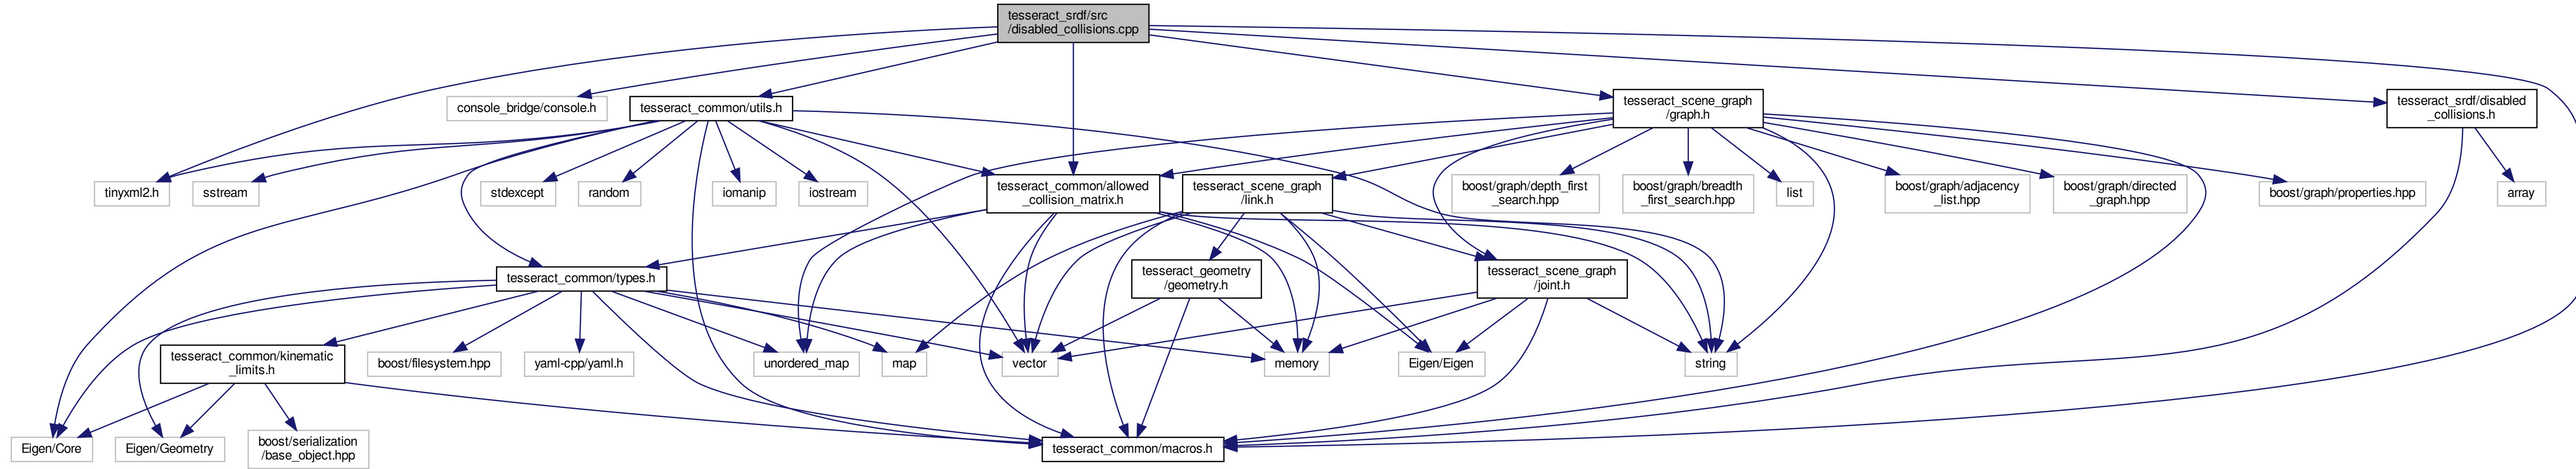 tesseract_srdf/src
/disabled_collisions.cpp
console_bridge/console.h
tesseract_common/utils.h
tesseract_scene_graph
/graph.h
tesseract_srdf/disabled
_collisions.h
tinyxml2.h
sstream
stdexcept
random
iomanip
iostream
tesseract_common/allowed
_collision_matrix.h
tesseract_scene_graph
/link.h
boost/graph/depth_first
_search.hpp
boost/graph/breadth
_first_search.hpp
list
boost/graph/adjacency
_list.hpp
boost/graph/directed
_graph.hpp
boost/graph/properties.hpp
array
tesseract_common/types.h
tesseract_geometry
/geometry.h
tesseract_scene_graph
/joint.h
tesseract_common/kinematic
_limits.h
boost/filesystem.hpp
yaml-cpp/yaml.h
unordered_map
map
vector
memory
Eigen/Eigen
string
Eigen/Core
Eigen/Geometry
boost/serialization
/base_object.hpp
tesseract_common/macros.h